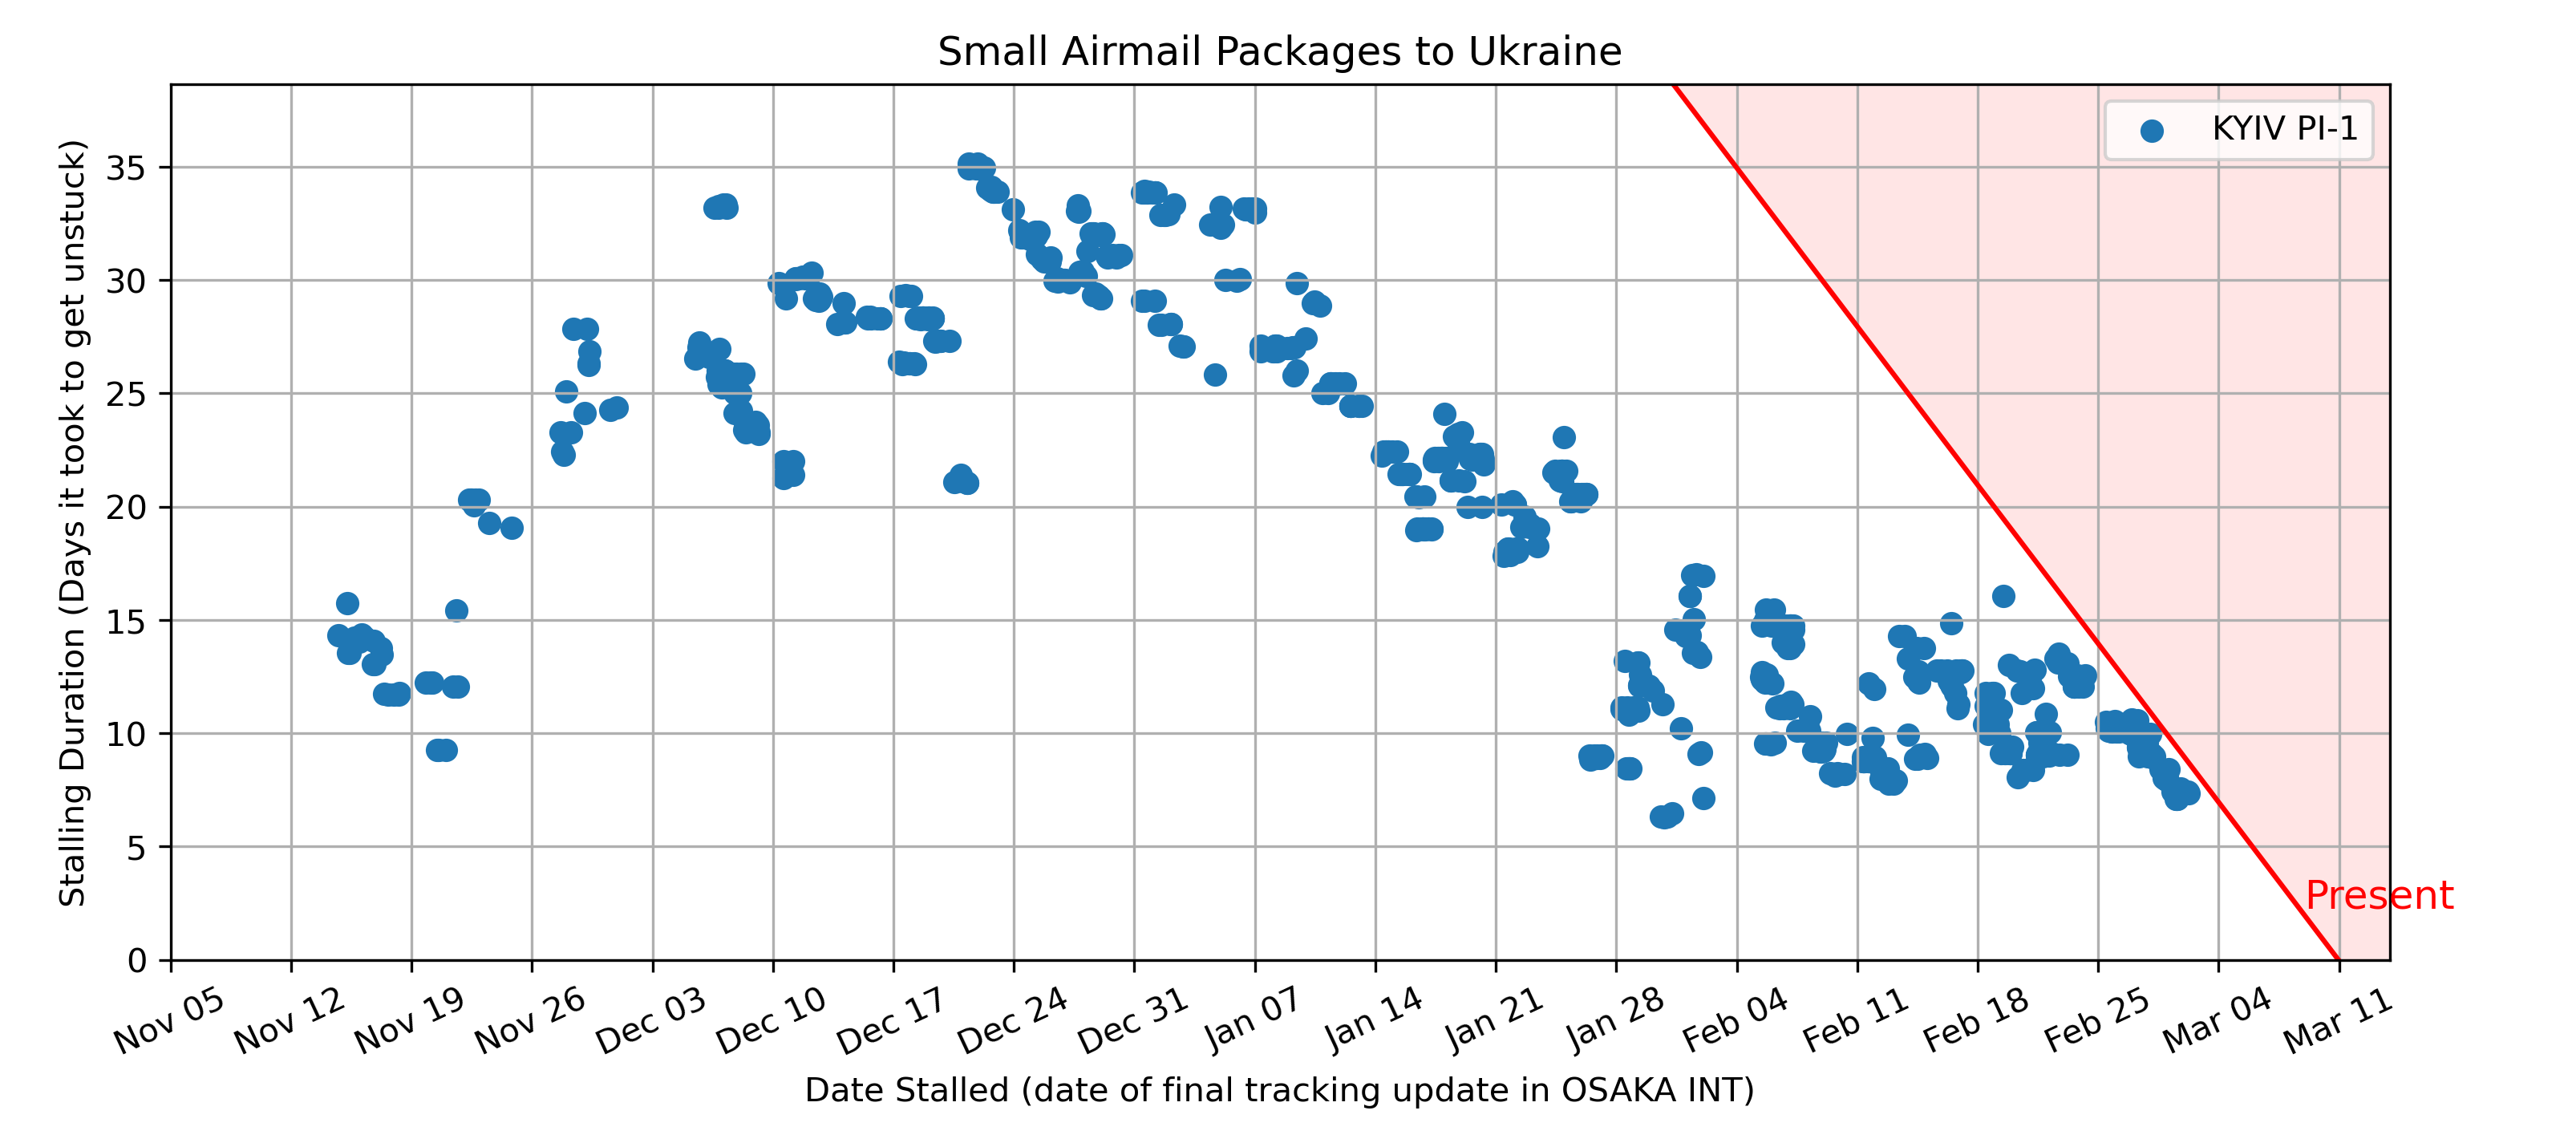 Small Airmail Packages to Ukraine
KYIV PI-1
Stalling Duration (Days it took to get unstuck)
35
30
25
20
15
10
5
0
Present
Nov 05
Nov 12
Nov 19
Nov 26
Dec 03
Dec 10
Dec 17
Dec 24
Dec 31
Jan 07
Jan 14
Jan 21
Jan 28
Feb 04
Feb 11
Feb 18
Feb 25
Mar 04
Mar 11
Date Stalled (date of final tracking update in OSAKA INT)